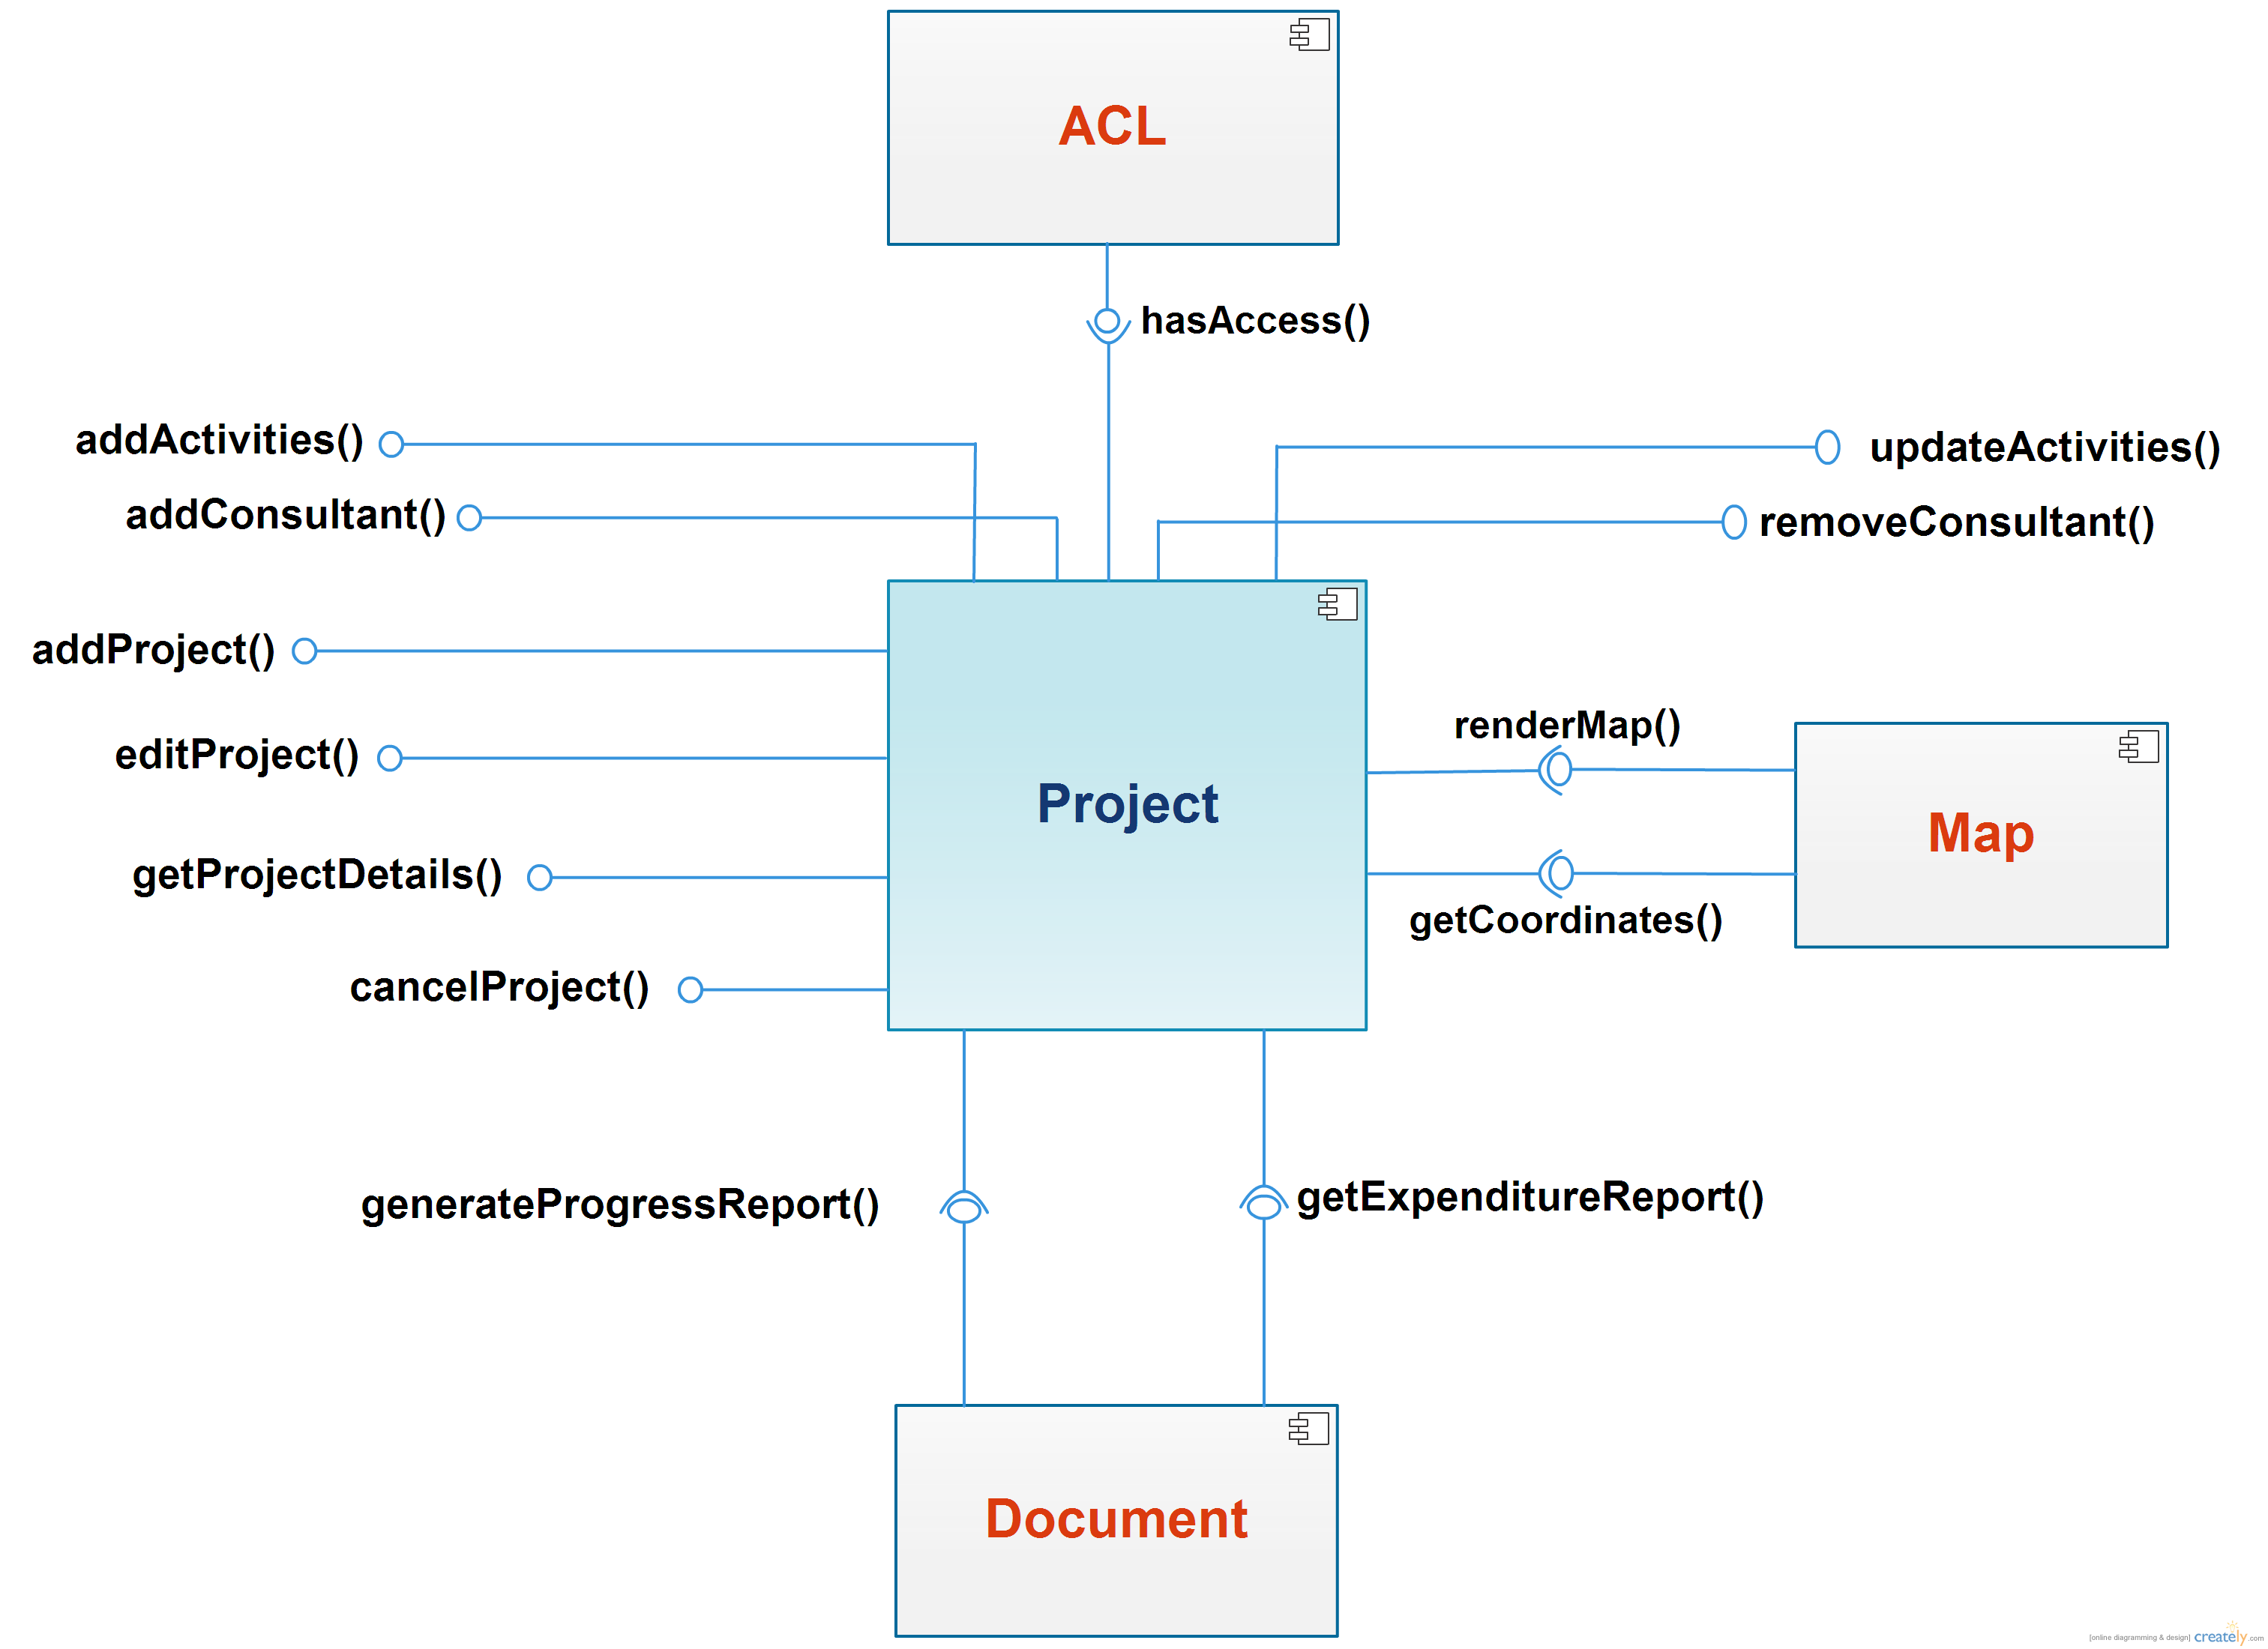 ACL
hasAccess()
addActivities()
updateActivities()
addConsultant()
removeConsultant()
addProject()
renderMap()
editProject()
Project
Map
getProjectDetails()
getCoordinates()
cancelProject()
generateProgressReport()
getExpenditureReport()
Document
[online diagramming & design] creately.com